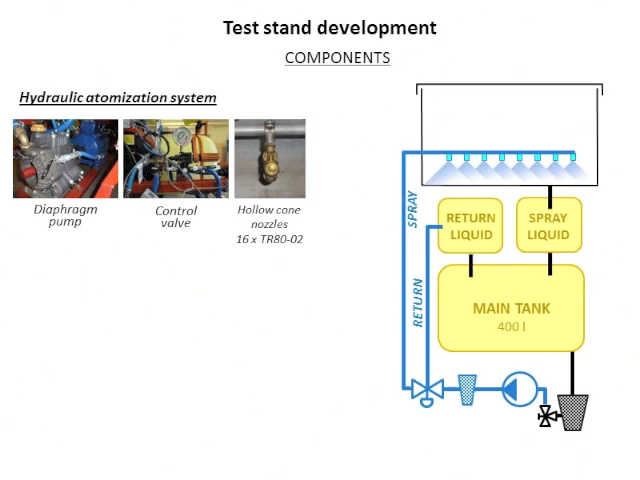 Test stand development
COMPONENTS
Hydraulic atomization system
Diaphragm
pump
Control
valve
Hollow cone
nozzles
16 x TR80-02
SPRAY
RETURN
LIQUID
SPRAY
LIQUID
RETURN
MAIN TANK
400 l